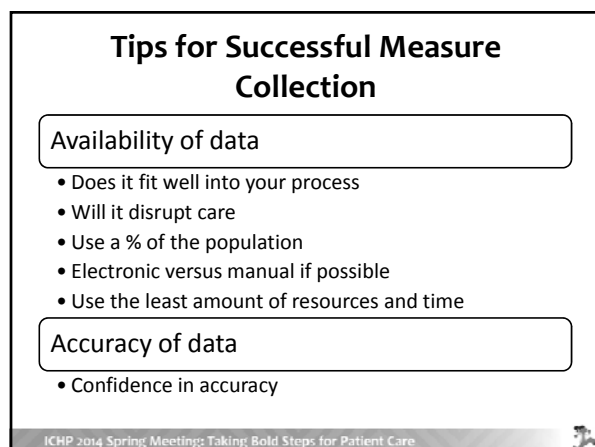 Tips for Successful Measure
Collection
Availability of data
• Does it fit well into your process
• Will it disrupt care
• Use a % of the population
• Electronic versus manual if possible
• Use the least amount of resources and time
Accuracy of data
• Confidence in accuracy
ICHP 2014 Spring Meeting: Taking Bold Steps for Patient Care